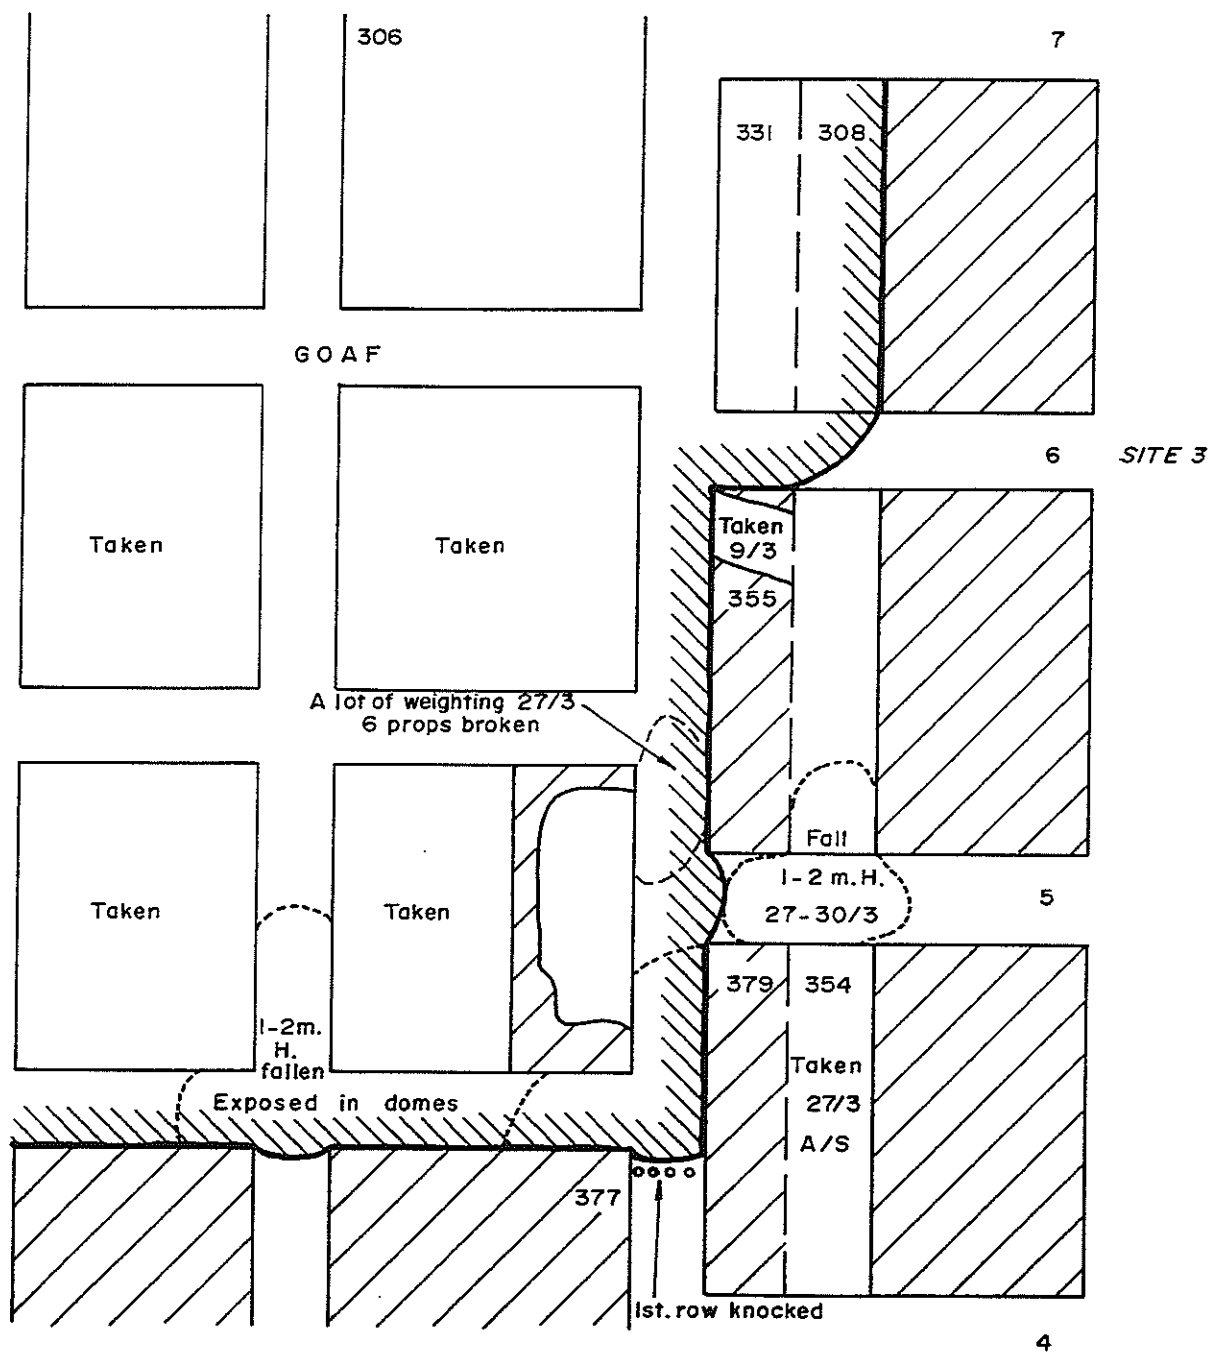 306
7
331
308
GOAF
6
SITE 3
Taken
Taken
Taken
9/3
355
A lot of weighting 27/3
6 props broken
Fall
1-2 m.H.
27-30/3
5
Taken
Taken
379
354
1-2m.
H.
fallen
Exposed in domes
Taken
27/3
A/S
377
1st. row knocked
4